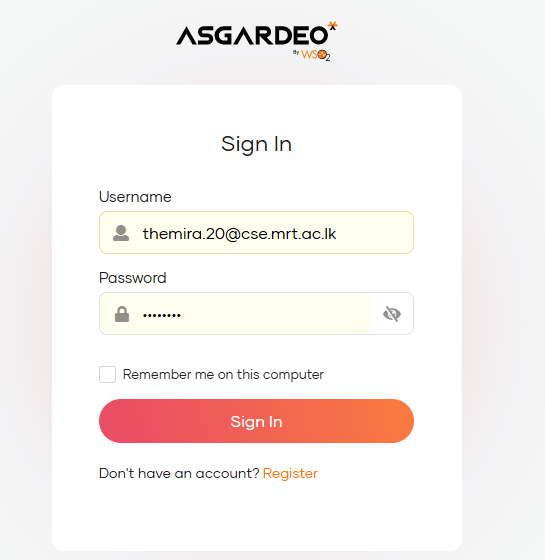 ASGARDEO
By WSO2
Sign In
Username
themira.20@cse.mrt.ac.lk
Password
••••••••
Remember me on this computer
Sign In
Don't have an account? Register